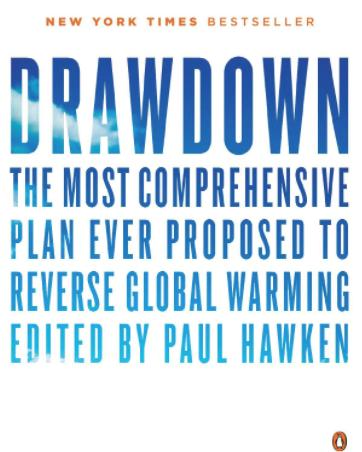 NEW YORK TIMES BESTSELLER
DRAWDOWN
THE MOST COMPREHENSIVE
PLAN EVER PROPOSED TO
REVERSE GLOBAL WARMING
EDITED BY PAUL HAWKEN